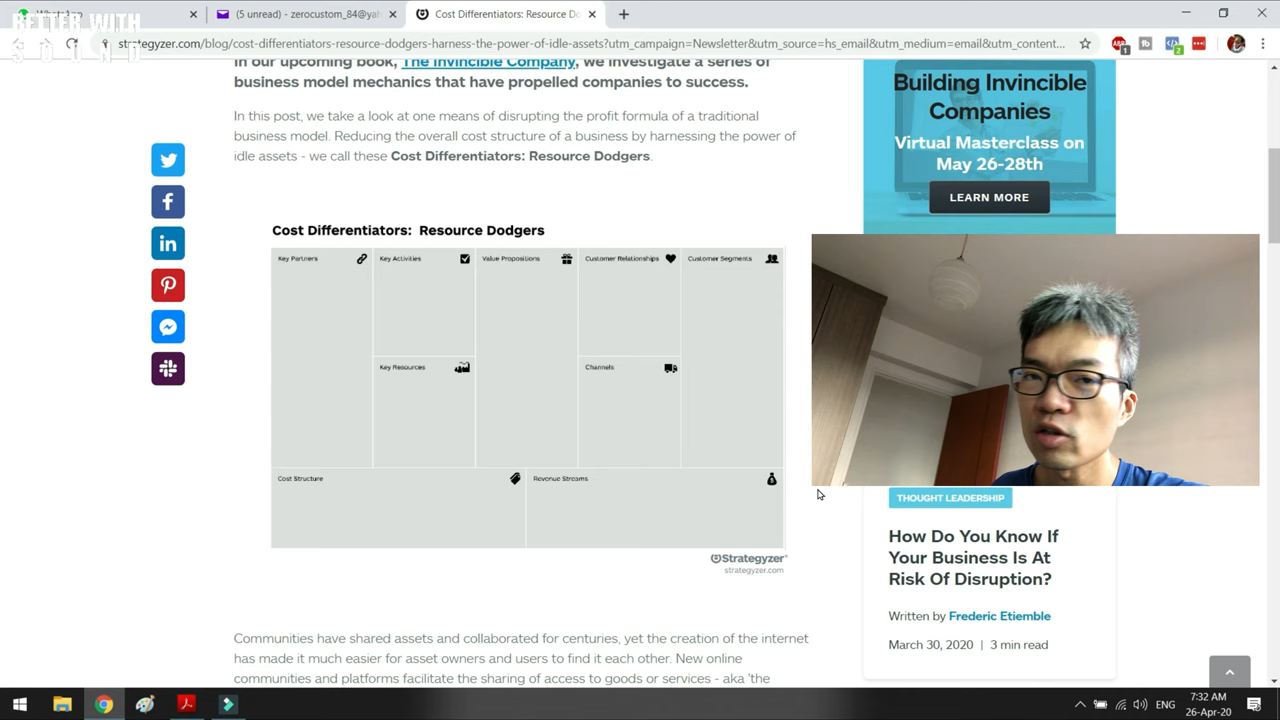 BETTER WITH
SOUND
WhatsApp
(5 unread) - zerocustom_84@yah
Cost Differentiators: Resource Do
strategyzer.com/blog/cost-differentiators-resource-dodgers-harness-the-power-of-idle-assets?utm_campaign=Newsletter&utm_source=hs_email&utm_medium=email&utm_content...
In our upcoming book, The Invincible Company, we investigate a series of
business model mechanics that have propelled companies to success.
In this post, we take a look at one means of disrupting the profit formula of a traditional
business model. Reducing the overall cost structure of a business by harnessing the power of
idle assets - we call these Cost Differentiators: Resource Dodgers.
Cost Differentiators: Resource Dodgers
Key Partners
Key Activities
Value Propositions
Customer Relationships
Customer Segments
Key Resources
Channels
Cost Structure
Revenue Streams
Strategyzer
strategyzer.com
Communities have shared assets and collaborated for centuries, yet the creation of the internet
has made it much easier for asset owners and users to find it each other. New online
communities and platforms facilitate the sharing of access to goods or services - aka 'the
Building Invincible
Companies
Virtual Masterclass on
May 26-28th
LEARN MORE
THOUGHT LEADERSHIP
How Do You Know If
Your Business Is At
Risk Of Disruption?
Written by Frederic Etiemble
March 30, 2020 | 3 min read
ENG
7:32 AM
26-Apr-20